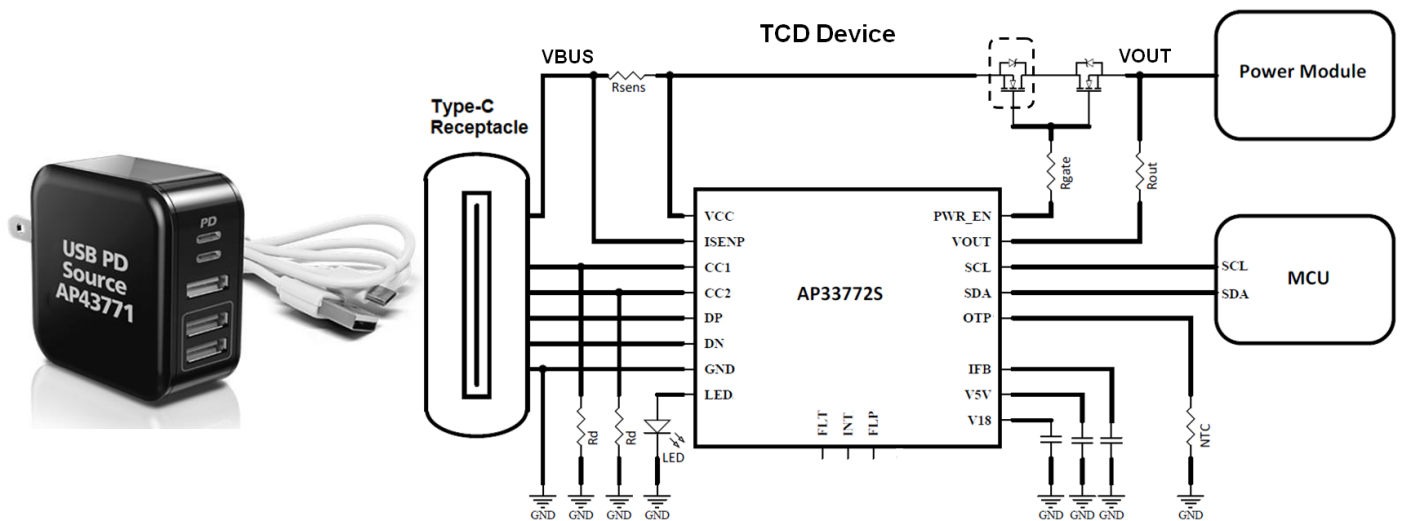 TCD Device
VBUS
Rsens
VOUT
Power Module
Type-C
Receptacle
Rgate
Rout
PD
USB PD
Source
AP43771
VCC
ISENP
CC1
CC2
DP
DN
GND
LED
AP33772S
PWR_EN
VOUT
SCL
SDA
OTP
IFB
V5V
V18
FLT
INT
FLP
SCL
SDA
MCU
Rd
Rd
LED
NTC
GND
GND
GND
GND
GND
GND
GND
GND